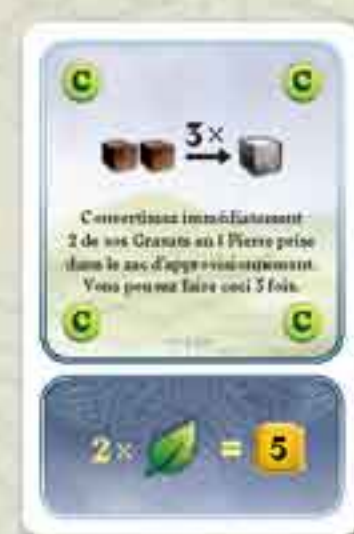 C C
3×
Convertissez immédiatement
2 de vos Gravats en 1 Pierre prise
dans le sac d'approvisionnement.
Vous pouvez faire ceci 3 fois.
C C
2× = 5